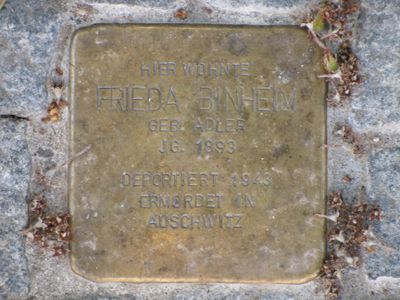 HIER WOHNTE
FRIEDA BINHEIM
GEB. ADLER
JG. 1893
DEPORTIERT 1943
ERMORDET IN
AUSCHWITZ